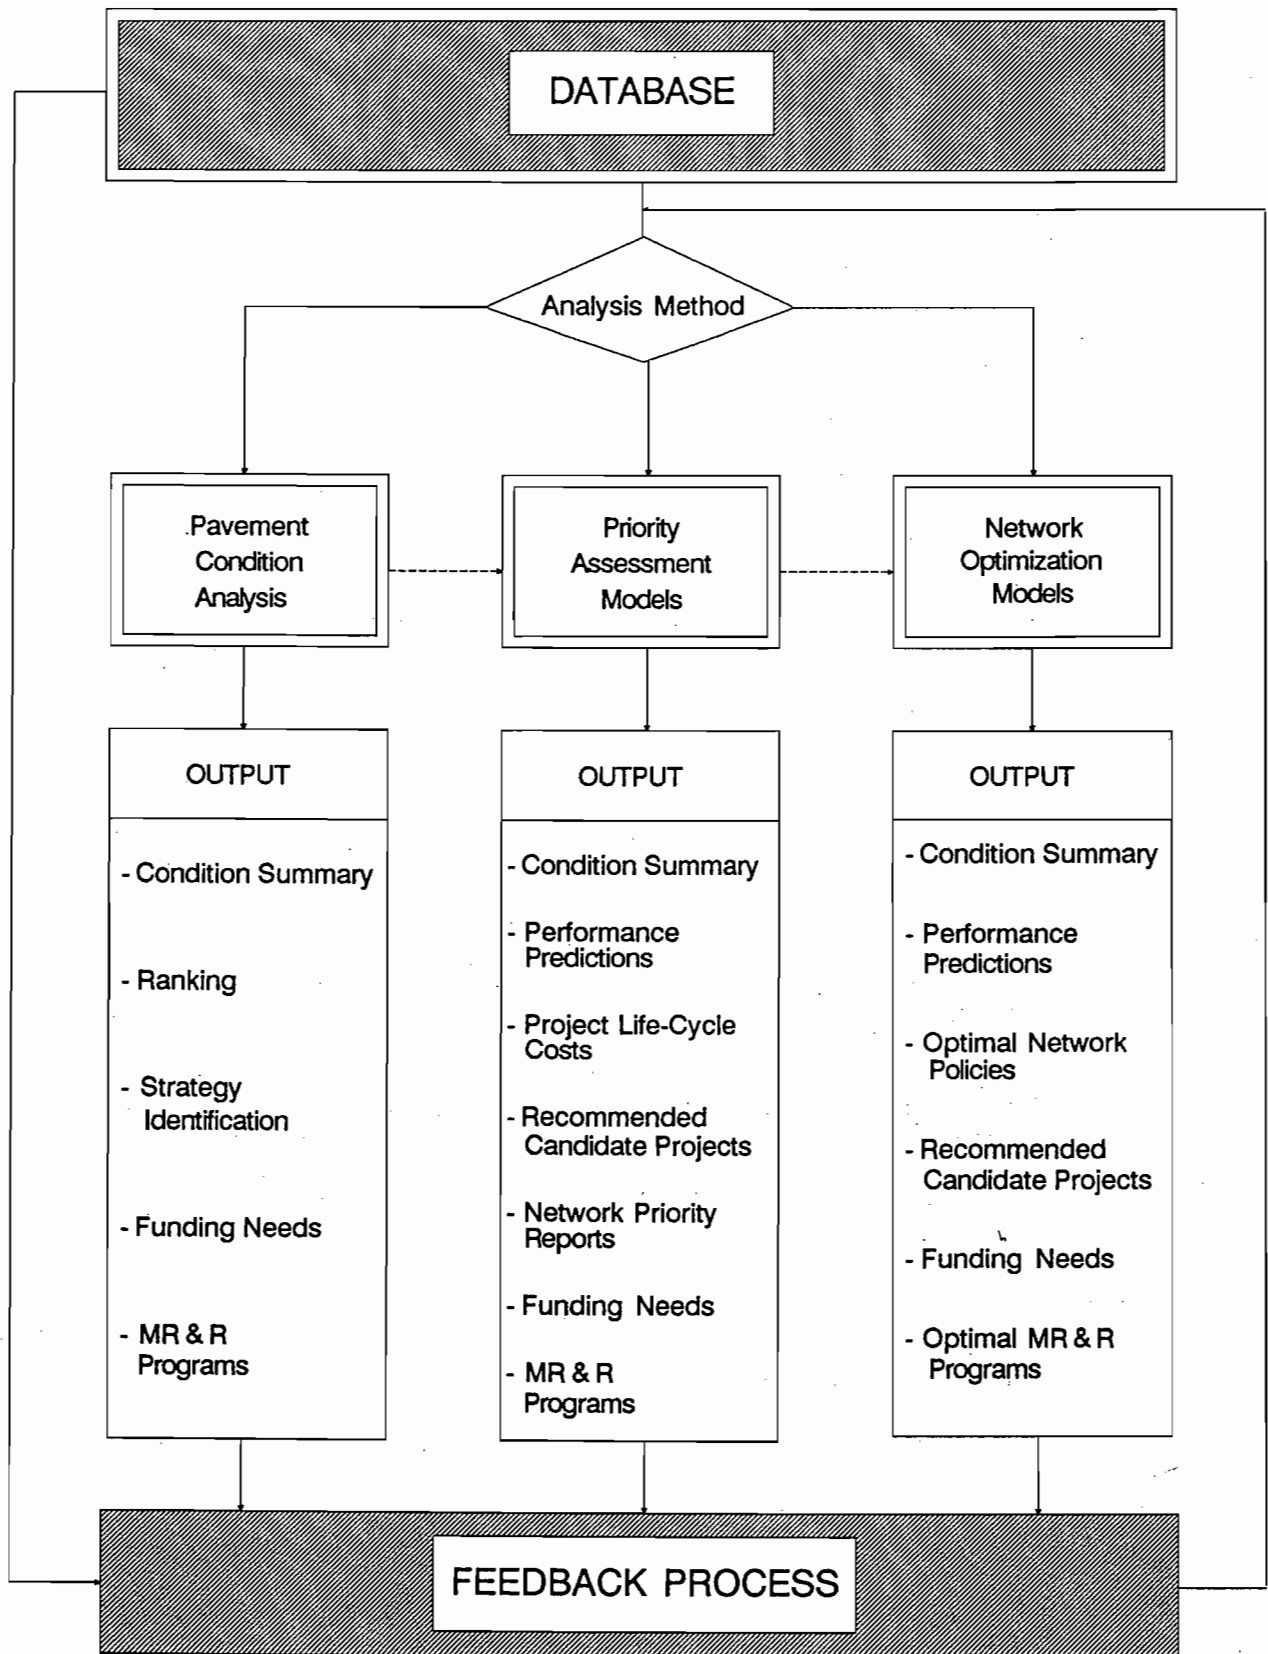 DATABASE
Analysis Method
Pavement
Condition
Analysis
Priority
Assessment
Models
Network
Optimization
Models
OUTPUT
- Condition Summary
- Ranking
- Strategy
Identification
- Funding Needs
- MR & R
Programs
OUTPUT
- Condition Summary
- Performance
Predictions
- Project Life-Cycle
Costs
- Recommended
Candidate Projects
- Network Priority
Reports
- Funding Needs
- MR & R
Programs
OUTPUT
- Condition Summary
- Performance
Predictions
- Optimal Network
Policies
- Recommended
Candidate Projects
- Funding Needs
- Optimal MR & R
Programs
FEEDBACK PROCESS